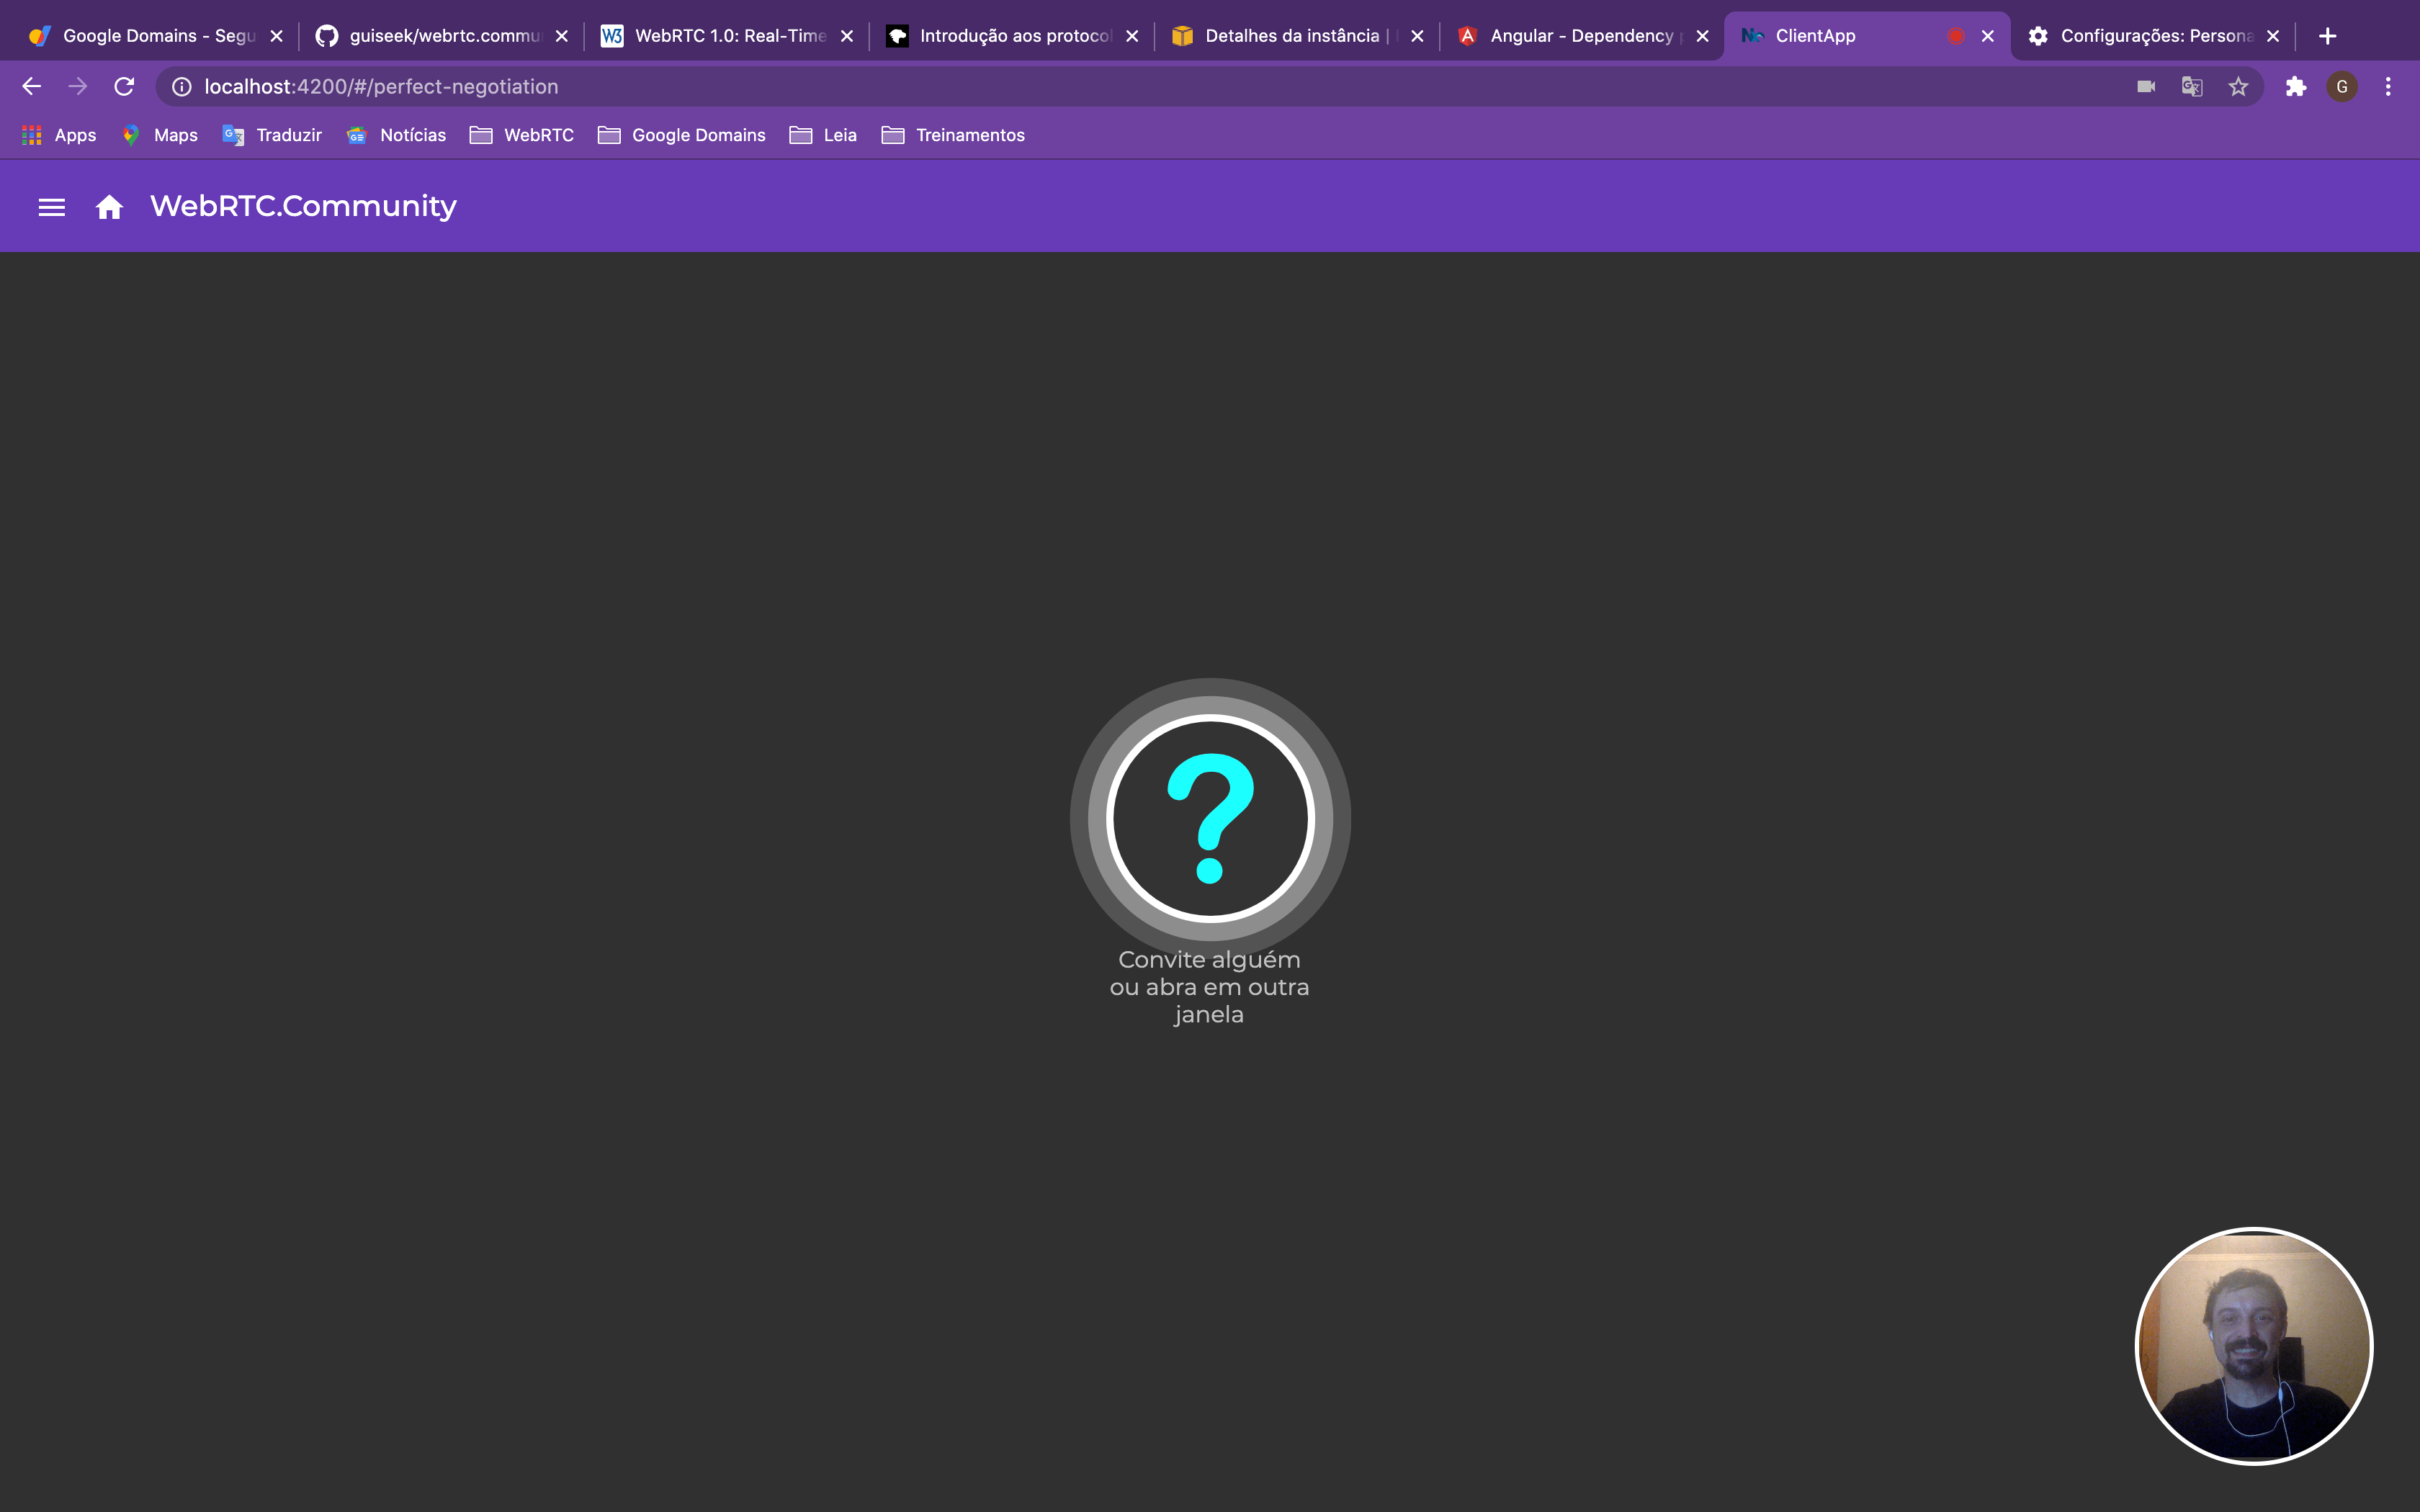 Google Domains - Segu
guiseek/webrtc.commu
WebRTC 1.0: Real-Time
Introdução aos protocol
Detalhes da instância |
Angular - Dependency
ClientApp
Configurações: Persona
localhost:4200/#/perfect-negotiation
G
Apps
Maps
Traduzir
Notícias
WebRTC
Google Domains
Leia
Treinamentos
WebRTC.Community
?
Convite alguém
ou abra em outra
janela